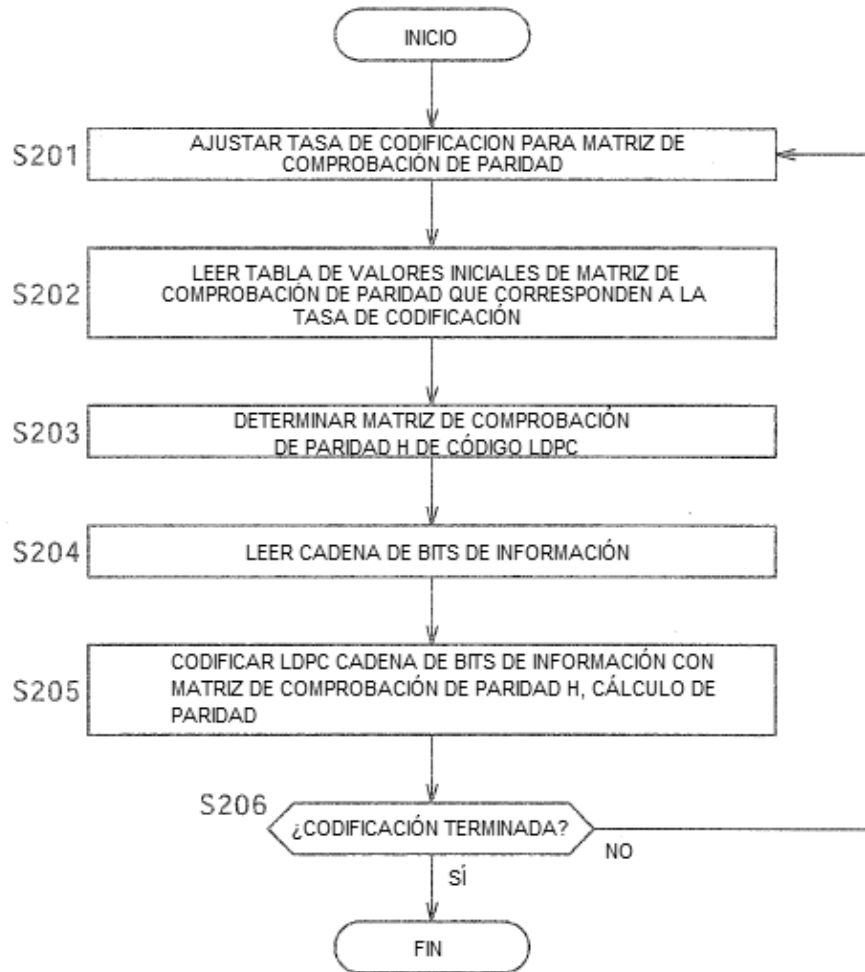 INICIO
S201
AJUSTAR TASA DE CODIFICACION PARA MATRIZ DE
COMPROBACIÓN DE PARIDAD
S202
LEER TABLA DE VALORES INICIALES DE MATRIZ DE
COMPROBACIÓN DE PARIDAD QUE CORRESPONDEN A LA
TASA DE CODIFICACIÓN
S203
DETERMINAR MATRIZ DE COMPROBACIÓN
DE PARIDAD H DE CÓDIGO LDPC
S204
LEER CADENA DE BITS DE INFORMACIÓN
S205
CODIFICAR LDPC CADENA DE BITS DE INFORMACIÓN CON
MATRIZ DE COMPROBACIÓN DE PARIDAD H, CÁLCULO DE
PARIDAD
S206
¿CODIFICACIÓN TERMINADA?
NO
SÍ
FIN